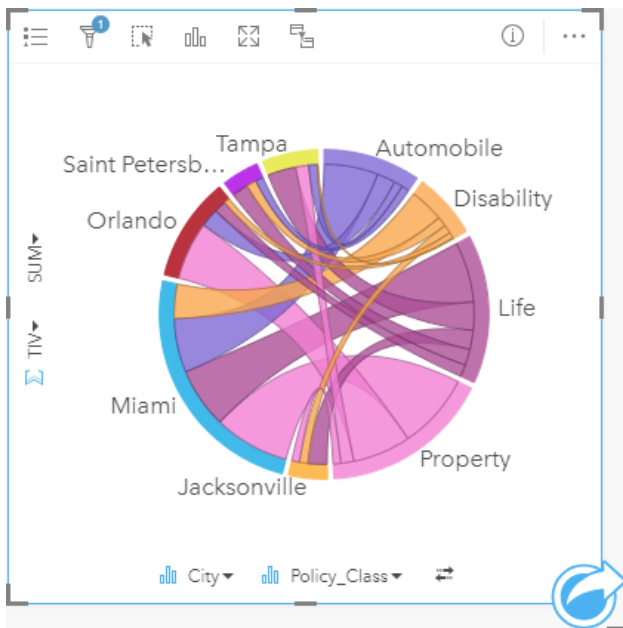 1
Tampa
Automobile
Saint Petersb...
Disability
Orlando
SUM
Life
TIV
Miami
Property
Jacksonville
City
Policy_Class